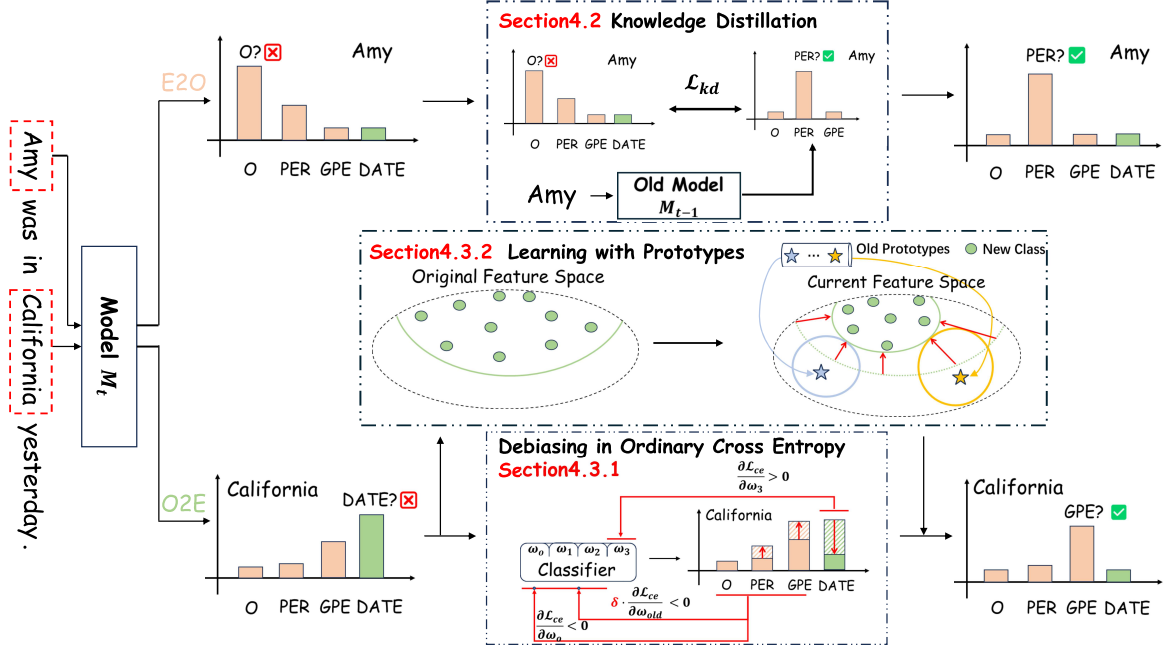 Amy was in California yesterday.
Model M_t
E2O
O?
Amy
O PER GPE DATE
Section4.2 Knowledge Distillation
O?
Amy
O PER GPE DATE
ℒ_kd
PER?
Amy
O PER GPE
Amy
Old Model
M_{t-1}
PER?
Amy
O PER GPE DATE
Section4.3.2 Learning with Prototypes
Original Feature Space
Old Prototypes
New Class
...
Current Feature Space
O2E
California
DATE?
O PER GPE DATE
Debiasing in Ordinary Cross Entropy
Section4.3.1
∂ℒ_ce/∂ω_3 > 0
ω_o ω_1 ω_2 ω_3
Classifier
California
O PER GPE DATE
δ · ∂ℒ_ce/∂ω_old < 0
∂ℒ_ce/∂ω_o < 0
California
GPE?
O PER GPE DATE